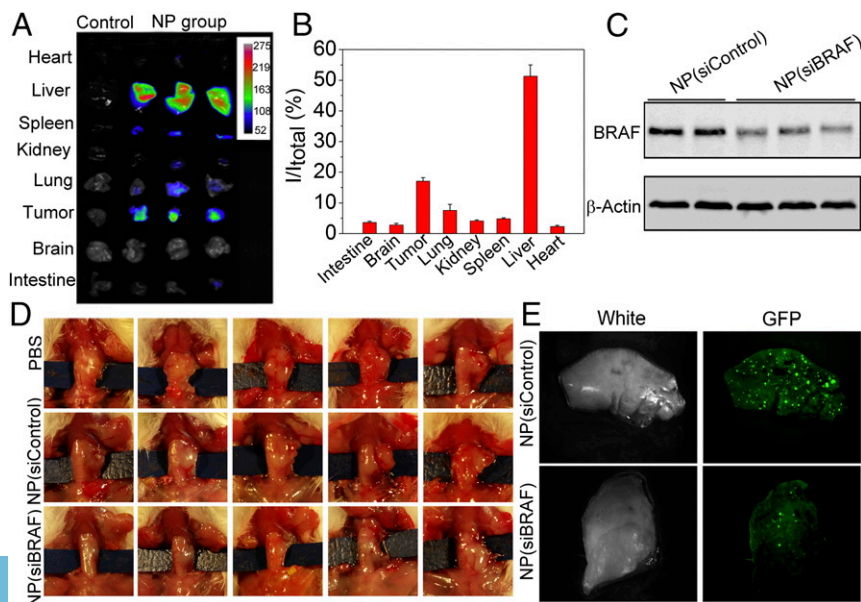 A
Control NP group
Heart
Liver
Spleen
Kidney
Lung
Tumor
Brain
Intestine
275
219
163
108
52
B
I/Itotal (%)
60
50
40
30
20
10
0
Intestine
Brain
Tumor
Lung
Kidney
Spleen
Liver
Heart
C
NP(siControl)
NP(siBRAF)
BRAF
β-Actin
D
PBS
NP(siControl)
NP(siBRAF)
E
White GFP
NP(siControl)
NP(siBRAF)